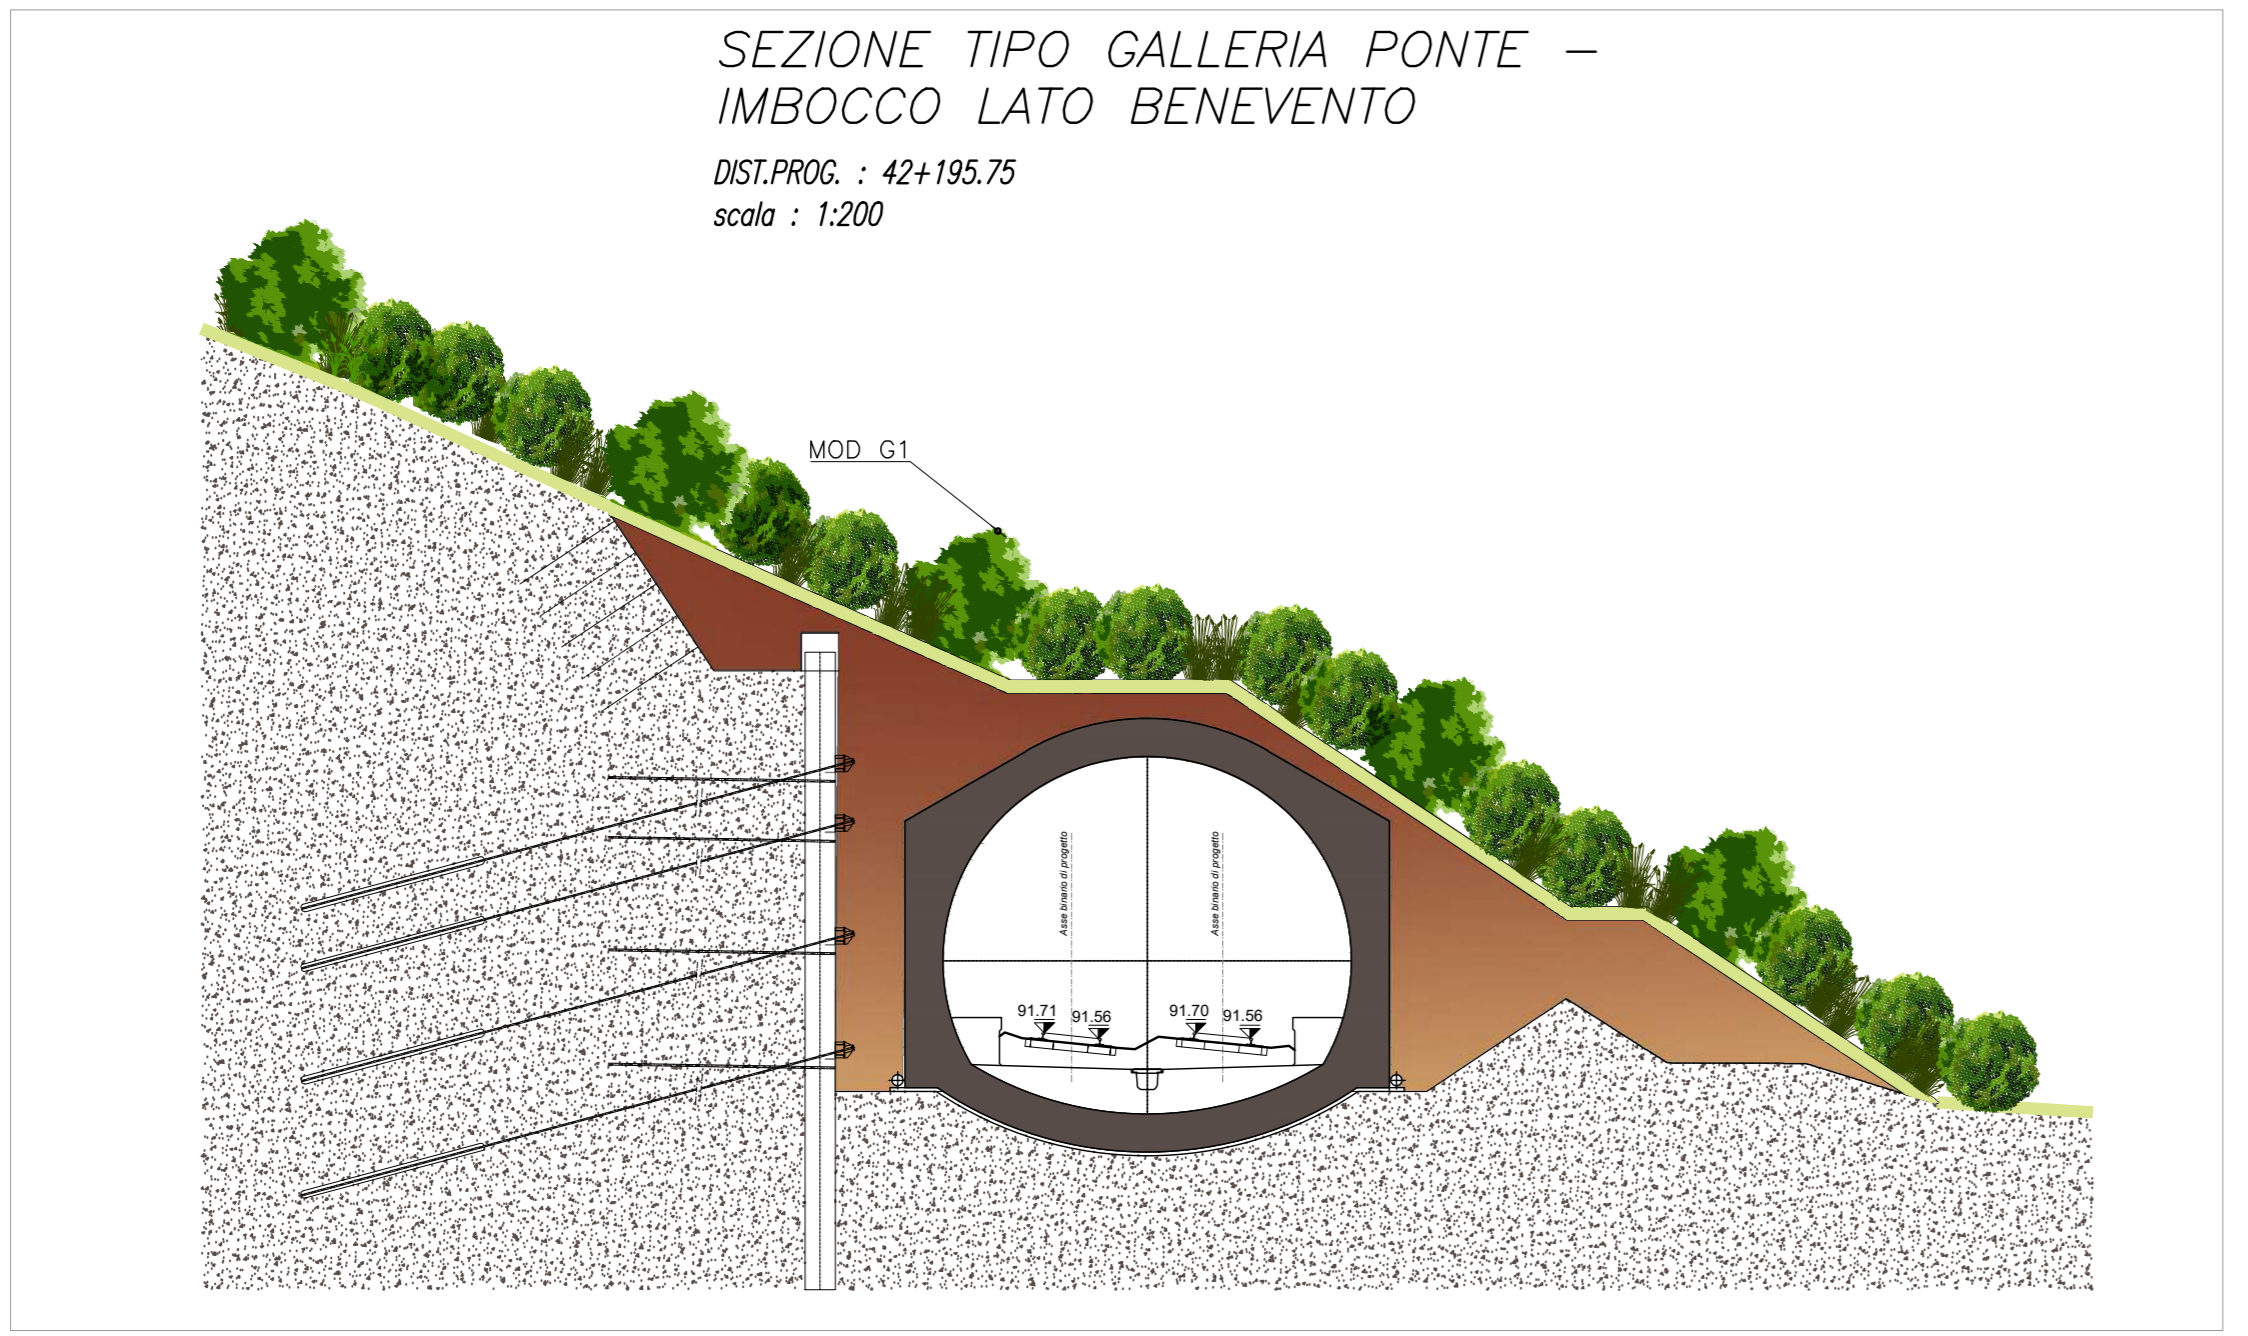 SEZIONE TIPO GALLERIA PONTE –
IMBOCCO LATO BENEVENTO
DIST.PROG. : 42+195.75
scala : 1:200
MOD G1
Asse binario di progetto
Asse binario di progetto
91.71
91.56
91.70
91.56